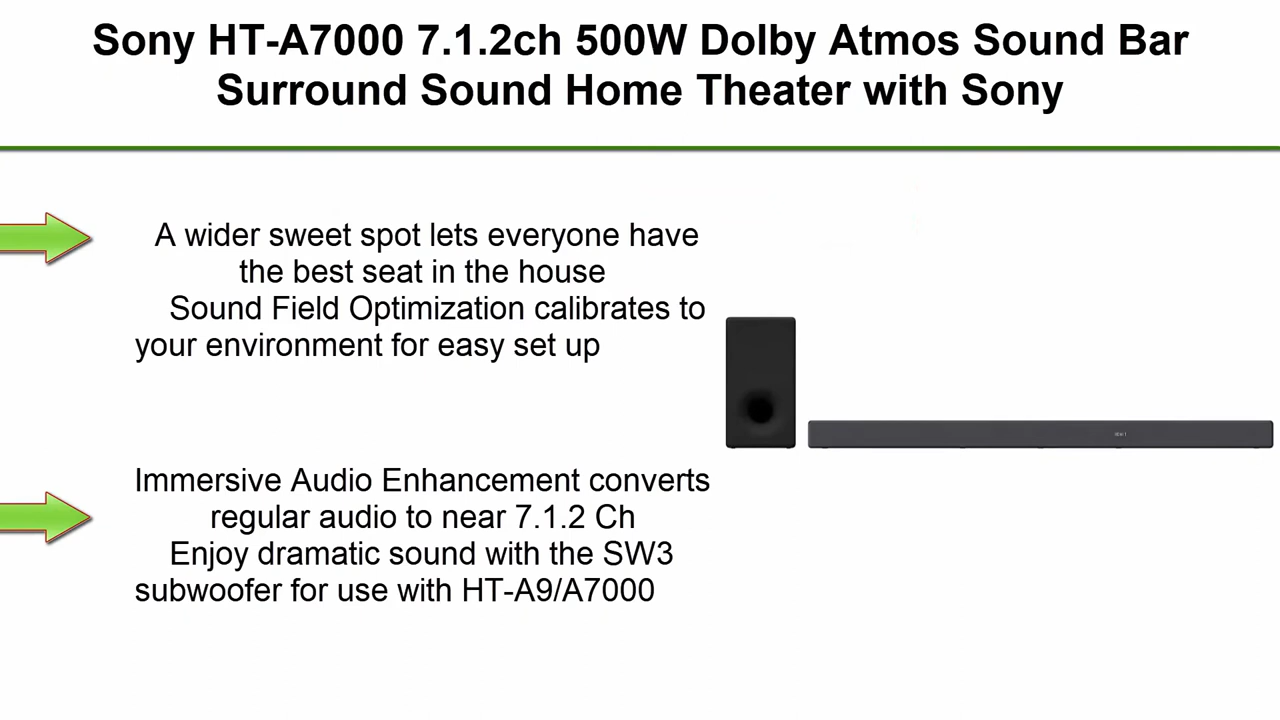 Sony HT-A7000 7.1.2ch 500W Dolby Atmos Sound Bar
Surround Sound Home Theater with Sony
A wider sweet spot lets everyone have
the best seat in the house
Sound Field Optimization calibrates to
your environment for easy set up
Immersive Audio Enhancement converts
regular audio to near 7.1.2 Ch
Enjoy dramatic sound with the SW3
subwoofer for use with HT-A9/A7000